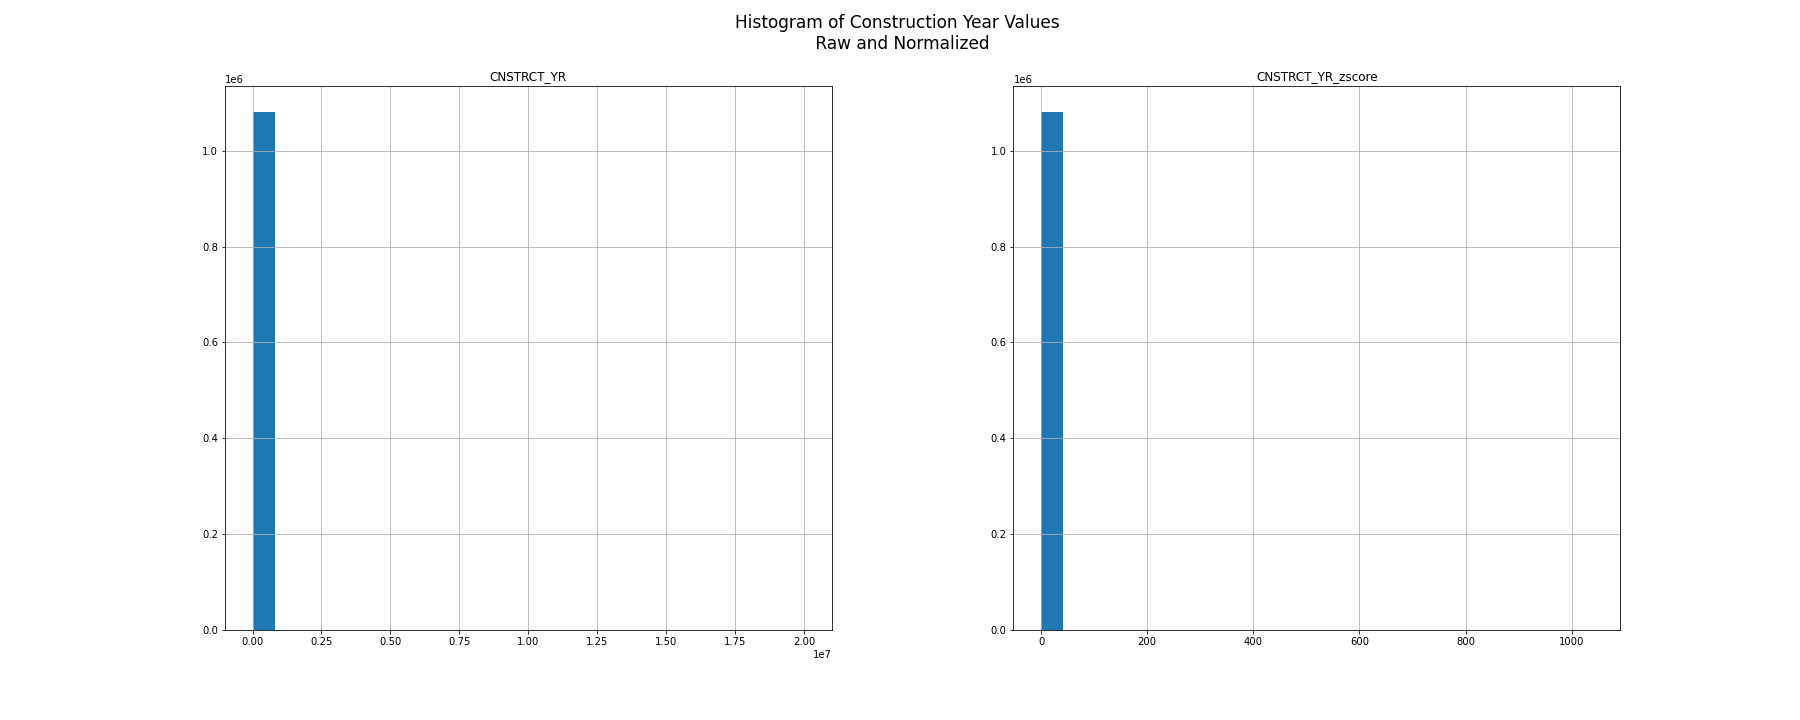 Histogram of Construction Year Values
Raw and Normalized
CNSTRCT_YR
1e6
1.0
0.8
0.6
0.4
0.2
0.0
0.00 0.25 0.50 0.75 1.00 1.25 1.50 1.75 2.00
1e7
CNSTRCT_YR_zscore
1e6
1.0
0.8
0.6
0.4
0.2
0.0
0 200 400 600 800 1000